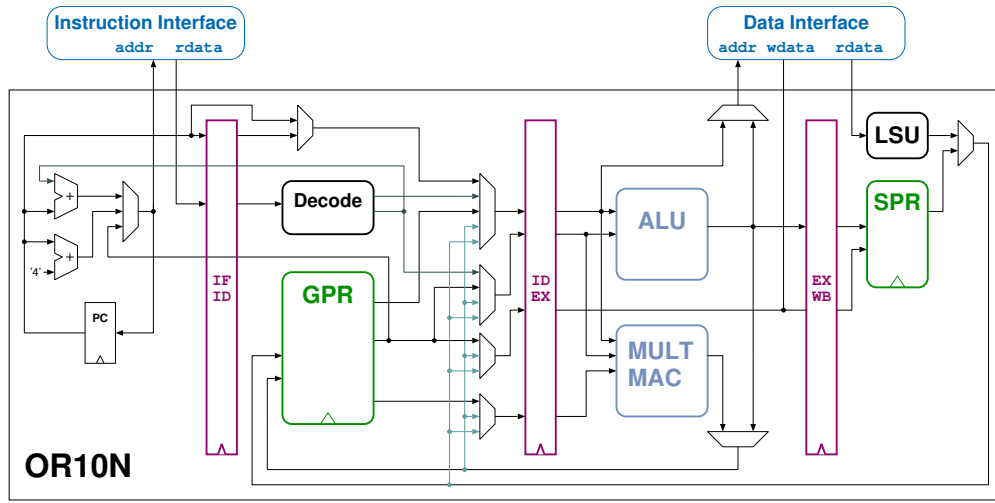 Instruction Interface
addr rdata
Data Interface
addr wdata rdata
LSU
Decode
SPR
ALU
+
+
'4'
IF
ID
GPR
ID
EX
EX
WB
PC
MULT
MAC
OR10N